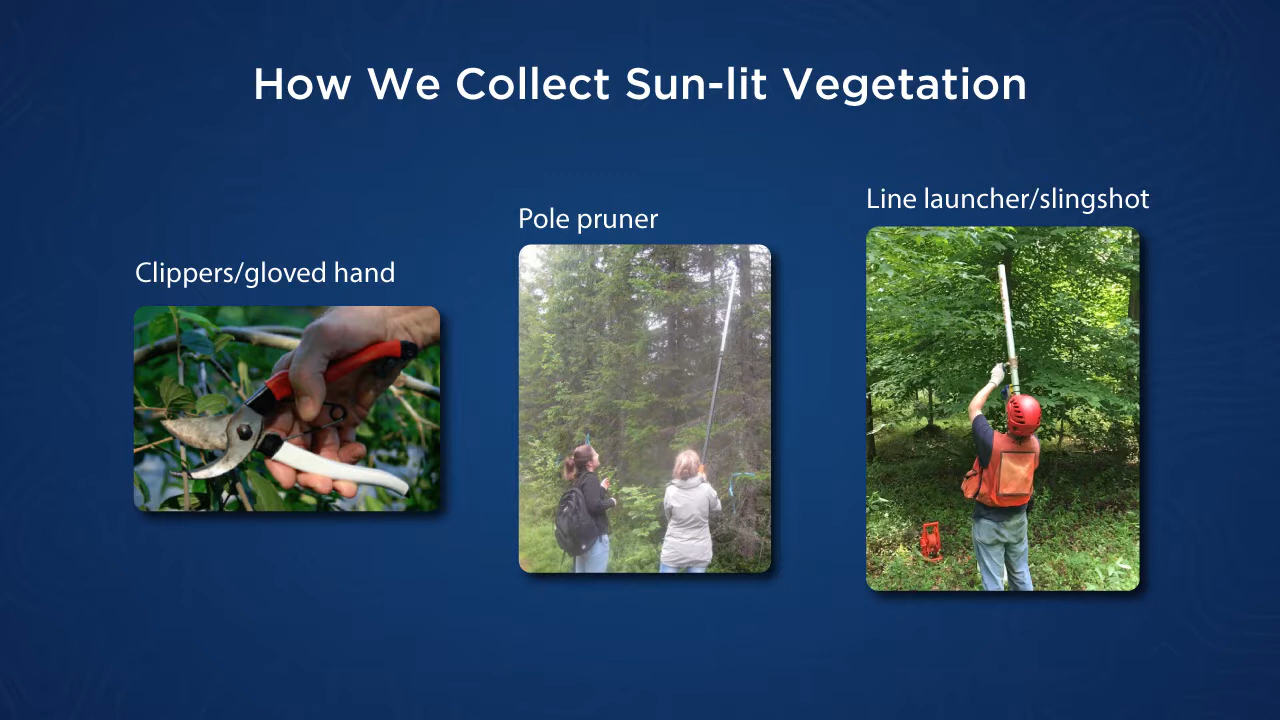 How We Collect Sun-lit Vegetation
Clippers/gloved hand
Pole pruner
Line launcher/slingshot